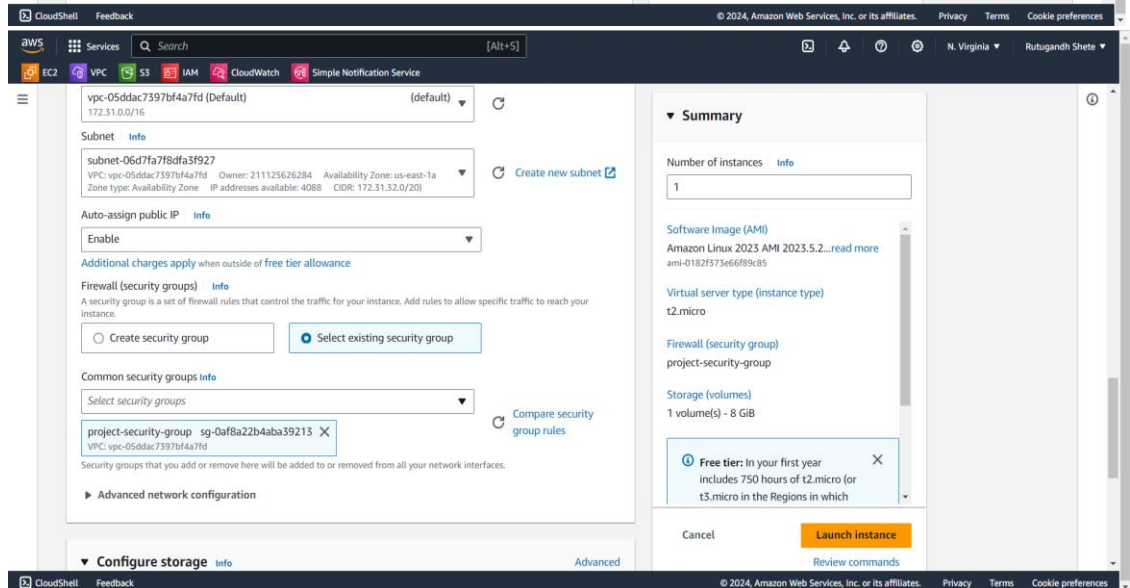 CloudShell Feedback © 2024, Amazon Web Services, Inc. or its affiliates. Privacy Terms Cookie preferences
aws Services Search [Alt+S] N. Virginia Rutugandh Shete
EC2 VPC S3 IAM CloudWatch Simple Notification Service
vpc-05ddac7397bf4a7fd (Default) (default)
172.31.0.0/16
Subnet Info
subnet-06d7fa7f8dfa3f927
VPC: vpc-05ddac7397bf4a7fd Owner: 211125626284 Availability Zone: us-east-1a
Zone type: Availability Zone IP addresses available: 4088 CIDR: 172.31.32.0/20)
Create new subnet
Auto-assign public IP Info
Enable
Additional charges apply when outside of free tier allowance
Firewall (security groups) Info
A security group is a set of firewall rules that control the traffic for your instance. Add rules to allow specific traffic to reach your
instance.
Create security group
Select existing security group
Common security groups Info
Select security groups
project-security-group sg-0af8a22b4aba39213
VPC: vpc-05ddac7397bf4a7fd
Compare security
group rules
Security groups that you add or remove here will be added to or removed from all your network interfaces.
Advanced network configuration
Configure storage Info Advanced
Summary
Number of instances Info
1
Software Image (AMI)
Amazon Linux 2023 AMI 2023.5.2...read more
ami-0182f373e66f89c85
Virtual server type (instance type)
t2.micro
Firewall (security group)
project-security-group
Storage (volumes)
1 volume(s) - 8 GiB
Free tier: In your first year
includes 750 hours of t2.micro (or
t3.micro in the Regions in which
Cancel Launch instance
Review commands
CloudShell Feedback © 2024, Amazon Web Services, Inc. or its affiliates. Privacy Terms Cookie preferences